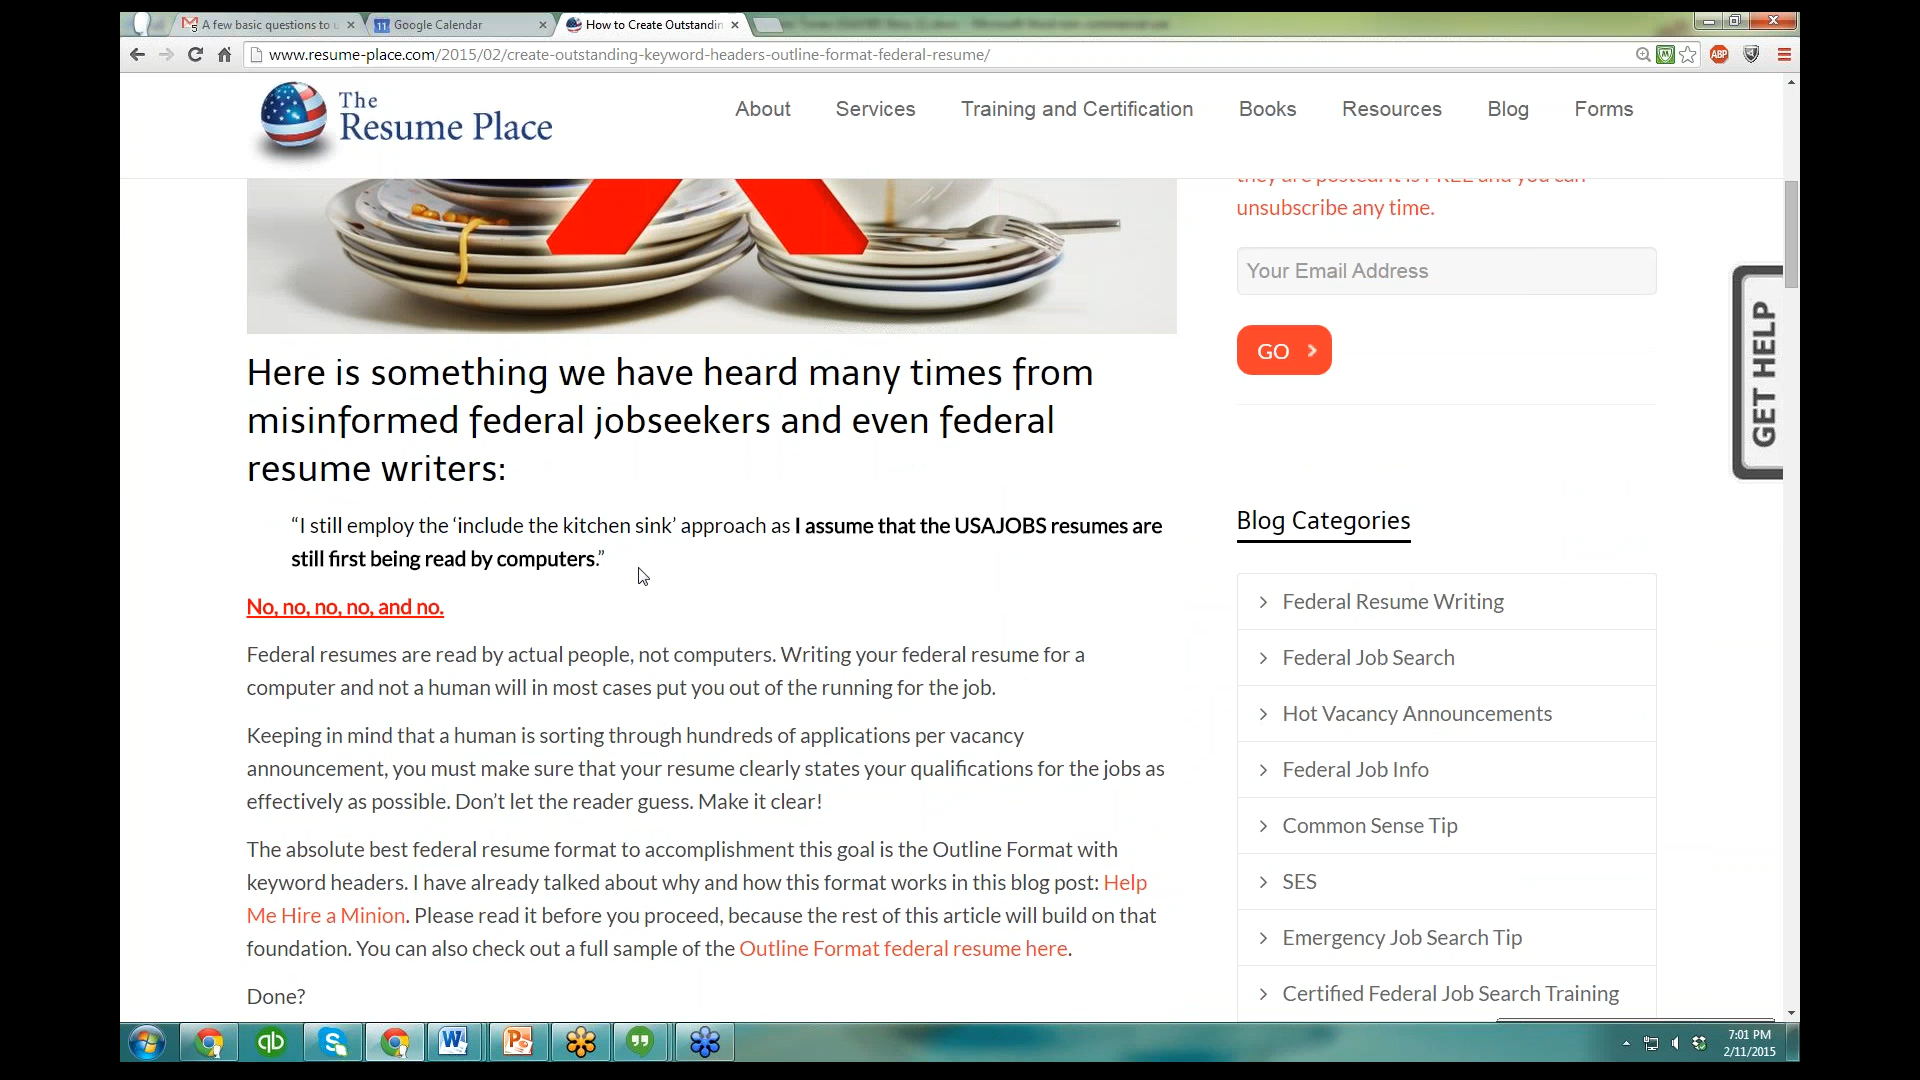 A few basic questions to u
Google Calendar
How to Create Outstandin
www.resume-place.com/2015/02/create-outstanding-keyword-headers-outline-format-federal-resume/
ABP
The
Resume Place
About Services Training and Certification Books Resources Blog Forms
unsubscribe any time.
Your Email Address
GO
GET HELP
Here is something we have heard many times from
misinformed federal jobseekers and even federal
resume writers:
“I still employ the ‘include the kitchen sink’ approach as I assume that the USAJOBS resumes are
still first being read by computers.”
No, no, no, no, and no.
Federal resumes are read by actual people, not computers. Writing your federal resume for a
computer and not a human will in most cases put you out of the running for the job.
Keeping in mind that a human is sorting through hundreds of applications per vacancy
announcement, you must make sure that your resume clearly states your qualifications for the jobs as
effectively as possible. Don’t let the reader guess. Make it clear!
The absolute best federal resume format to accomplishment this goal is the Outline Format with
keyword headers. I have already talked about why and how this format works in this blog post: Help
Me Hire a Minion. Please read it before you proceed, because the rest of this article will build on that
foundation. You can also check out a full sample of the Outline Format federal resume here.
Done?
Blog Categories
Federal Resume Writing
Federal Job Search
Hot Vacancy Announcements
Federal Job Info
Common Sense Tip
SES
Emergency Job Search Tip
Certified Federal Job Search Training
qb
7:01 PM
2/11/2015